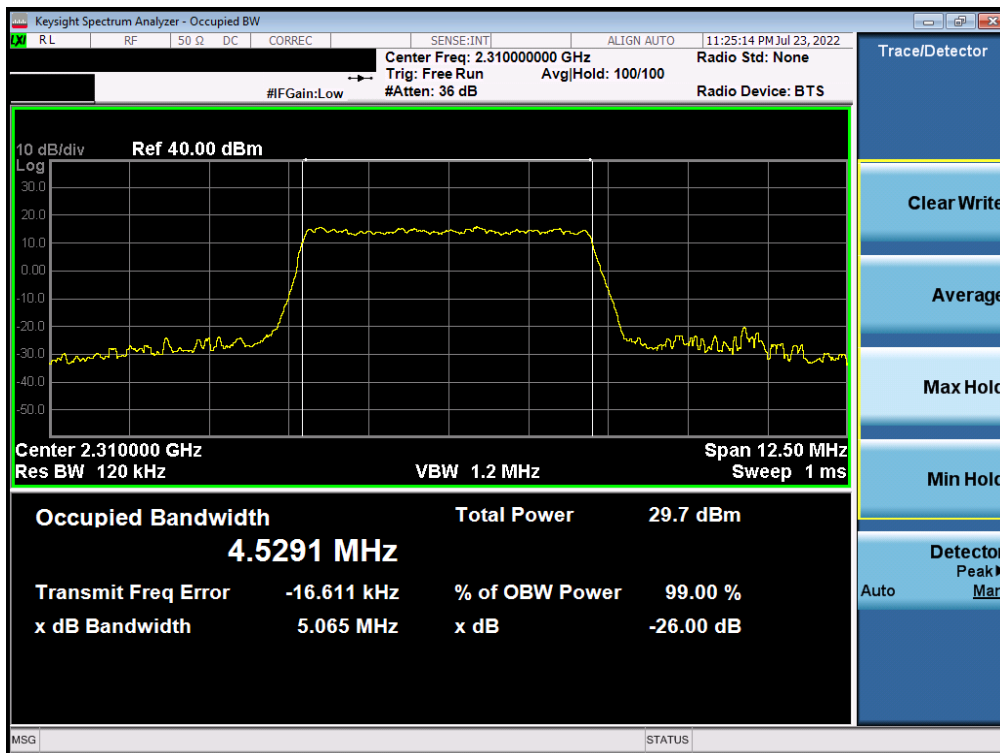 Keysight Spectrum Analyzer - Occupied BW
LXI RL RF 50 Ω DC CORREC SENSE:INT ALIGN AUTO 11:25:14 PM Jul 23, 2022
Center Freq: 2.310000000 GHz Radio Std: None
Trig: Free Run Avg|Hold: 100/100
#IFGain:Low #Atten: 36 dB Radio Device: BTS
Trace/Detector
10 dB/div Ref 40.00 dBm
Log
30.0
20.0
10.0
0.00
-10.0
-20.0
-30.0
-40.0
-50.0
Center 2.310000 GHz Span 12.50 MHz
Res BW 120 kHz VBW 1.2 MHz Sweep 1 ms
Occupied Bandwidth Total Power 29.7 dBm
4.5291 MHz
Transmit Freq Error -16.611 kHz % of OBW Power 99.00 %
x dB Bandwidth 5.065 MHz x dB -26.00 dB
Clear Write
Average
Max Hold
Min Hold
Detector
Peak
Auto Man
MSG STATUS